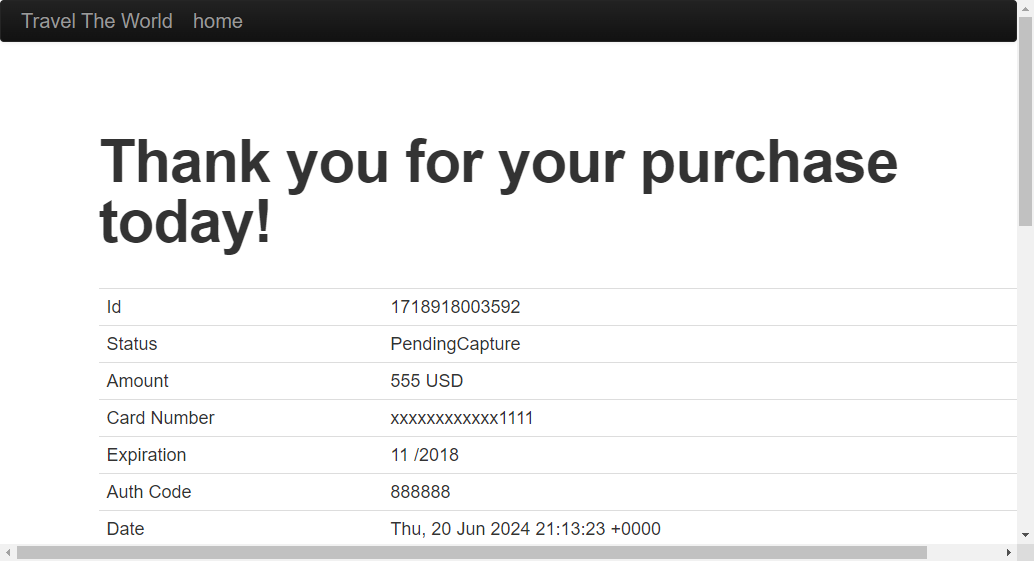 Travel The World home
Thank you for your purchase
today!
Id 1718918003592
Status PendingCapture
Amount 555 USD
Card Number xxxxxxxxxxxx1111
Expiration 11 /2018
Auth Code 888888
Date Thu, 20 Jun 2024 21:13:23 +0000